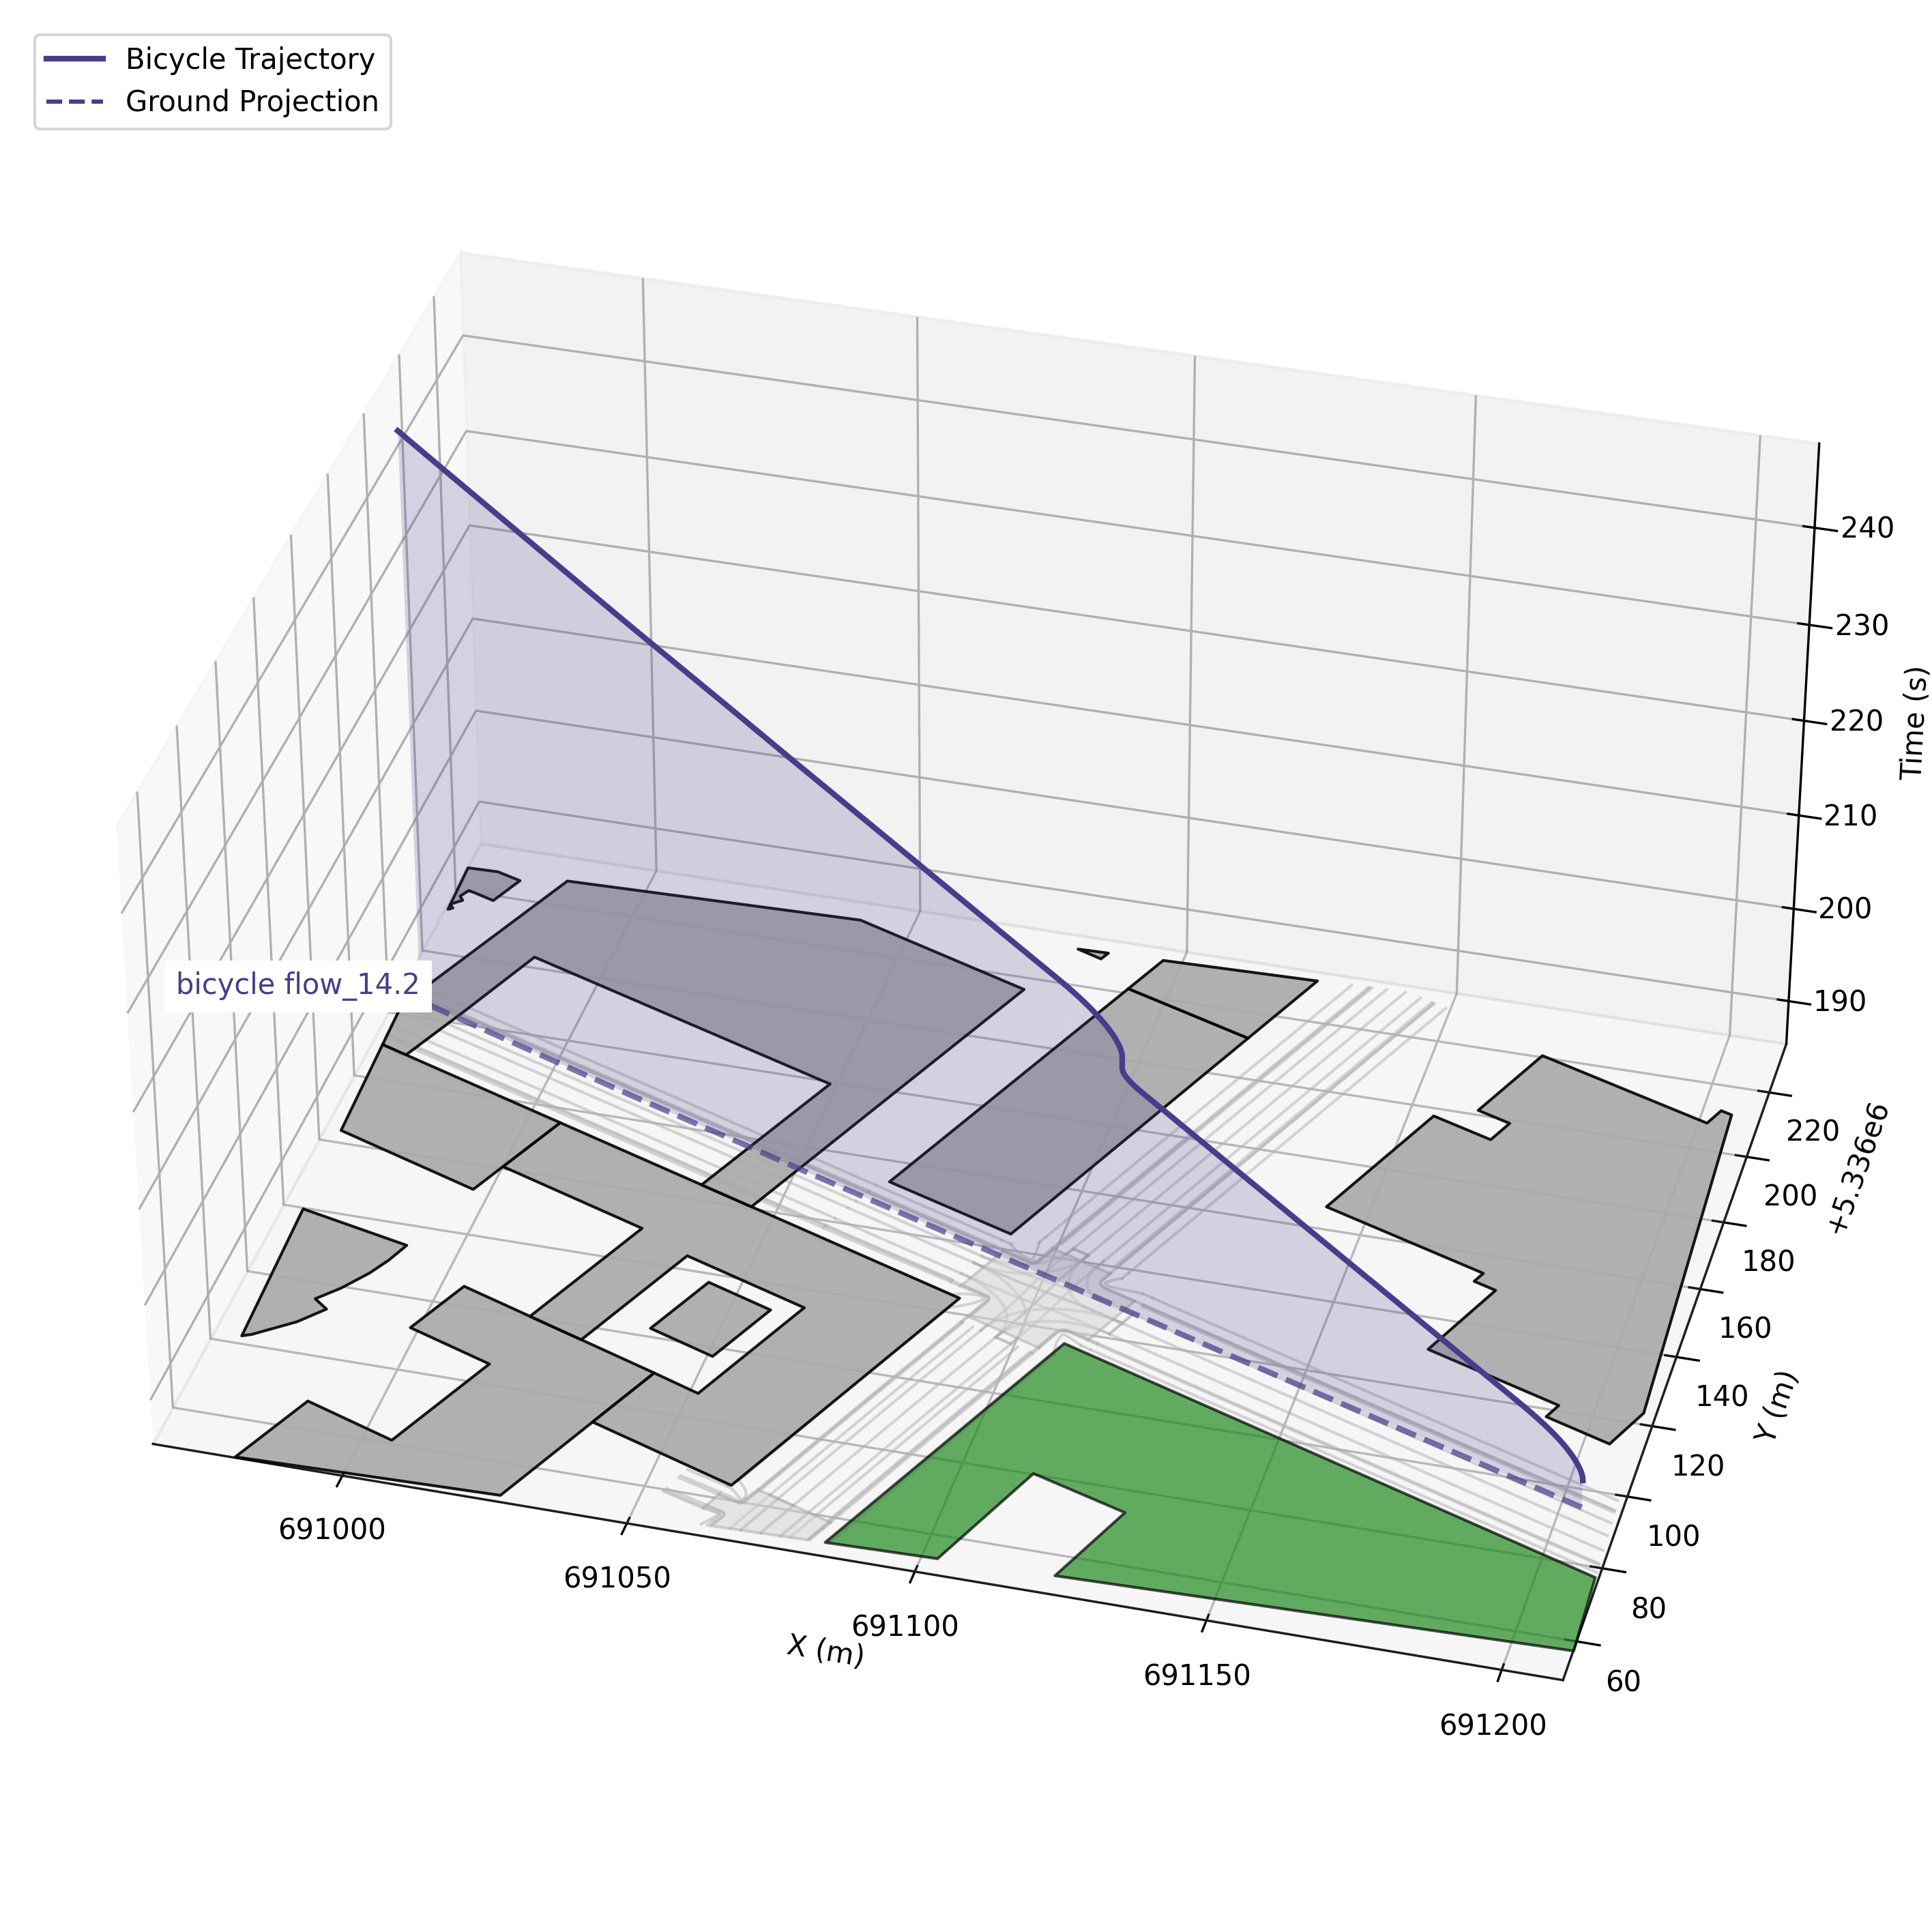 Bicycle Trajectory
Ground Projection
240
230
220
210
200
190
Time (s)
bicycle flow_14.2
220
200
180
160
140
120
100
80
60
+5.336e6
Y (m)
691000
691050
691100
691150
691200
X (m)